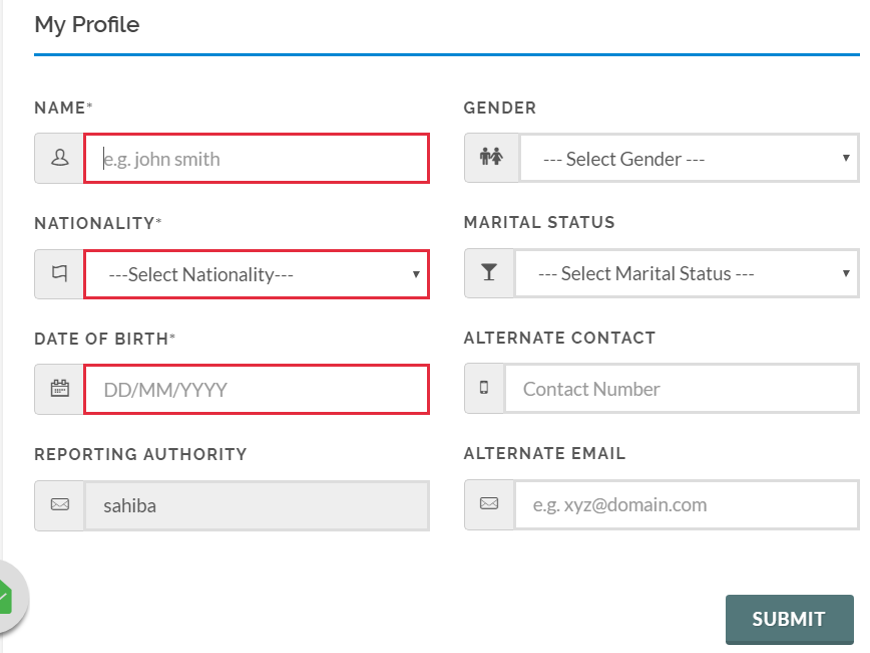 My Profile
NAME*
e.g. john smith
GENDER
--- Select Gender ---
NATIONALITY*
---Select Nationality---
MARITAL STATUS
--- Select Marital Status ---
DATE OF BIRTH*
DD/MM/YYYY
ALTERNATE CONTACT
Contact Number
REPORTING AUTHORITY
sahiba
ALTERNATE EMAIL
e.g. xyz@domain.com
SUBMIT